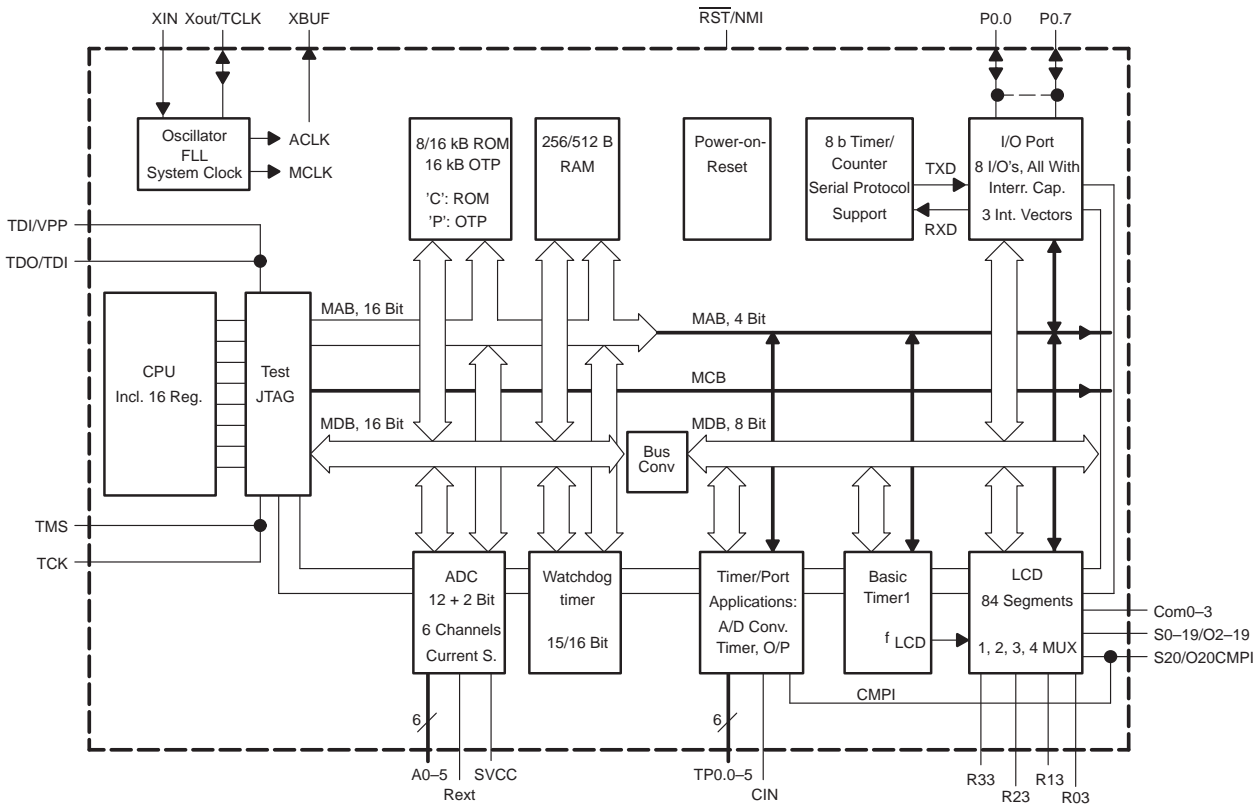 XIN
Xout/TCLK
XBUF
RST/NMI
P0.0
P0.7
Oscillator
FLL
System Clock
ACLK
MCLK
8/16 kB ROM
16 kB OTP
'C': ROM
'P': OTP
256/512 B
RAM
Power-on-
Reset
8 b Timer/
Counter
Serial Protocol
Support
TXD
RXD
I/O Port
8 I/O's, All With
Interr. Cap.
3 Int. Vectors
TDI/VPP
TDO/TDI
CPU
Incl. 16 Reg.
Test
JTAG
MAB, 16 Bit
MAB, 4 Bit
MCB
MDB, 16 Bit
Bus
Conv
MDB, 8 Bit
TMS
TCK
ADC
12 + 2 Bit
6 Channels
Current S.
Watchdog
timer
15/16 Bit
Timer/Port
Applications:
A/D Conv.
Timer, O/P
Basic
Timer1
f LCD
LCD
84 Segments
1, 2, 3, 4 MUX
Com0–3
S0–19/O2–19
S20/O20CMPI
CMPI
6
6
A0–5
Rext
SVCC
TP0.0–5
CIN
R33
R23
R13
R03